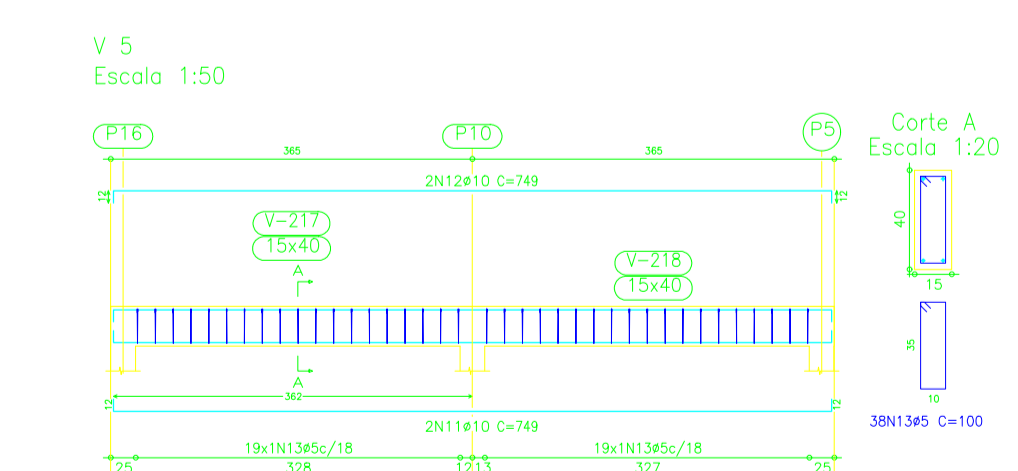 V 5
Escala 1:50
P16
P10
P5
365
365
2N12ø10 C=749
12
12
V-217
15x40
A
V-218
15x40
A
362
12
12
2N11ø10 C=749
19x1N13ø5c/18
19x1N13ø5c/18
25
328
12
13
327
25
Corte A
Escala 1:20
40
15
35
10
38N13ø5 C=100